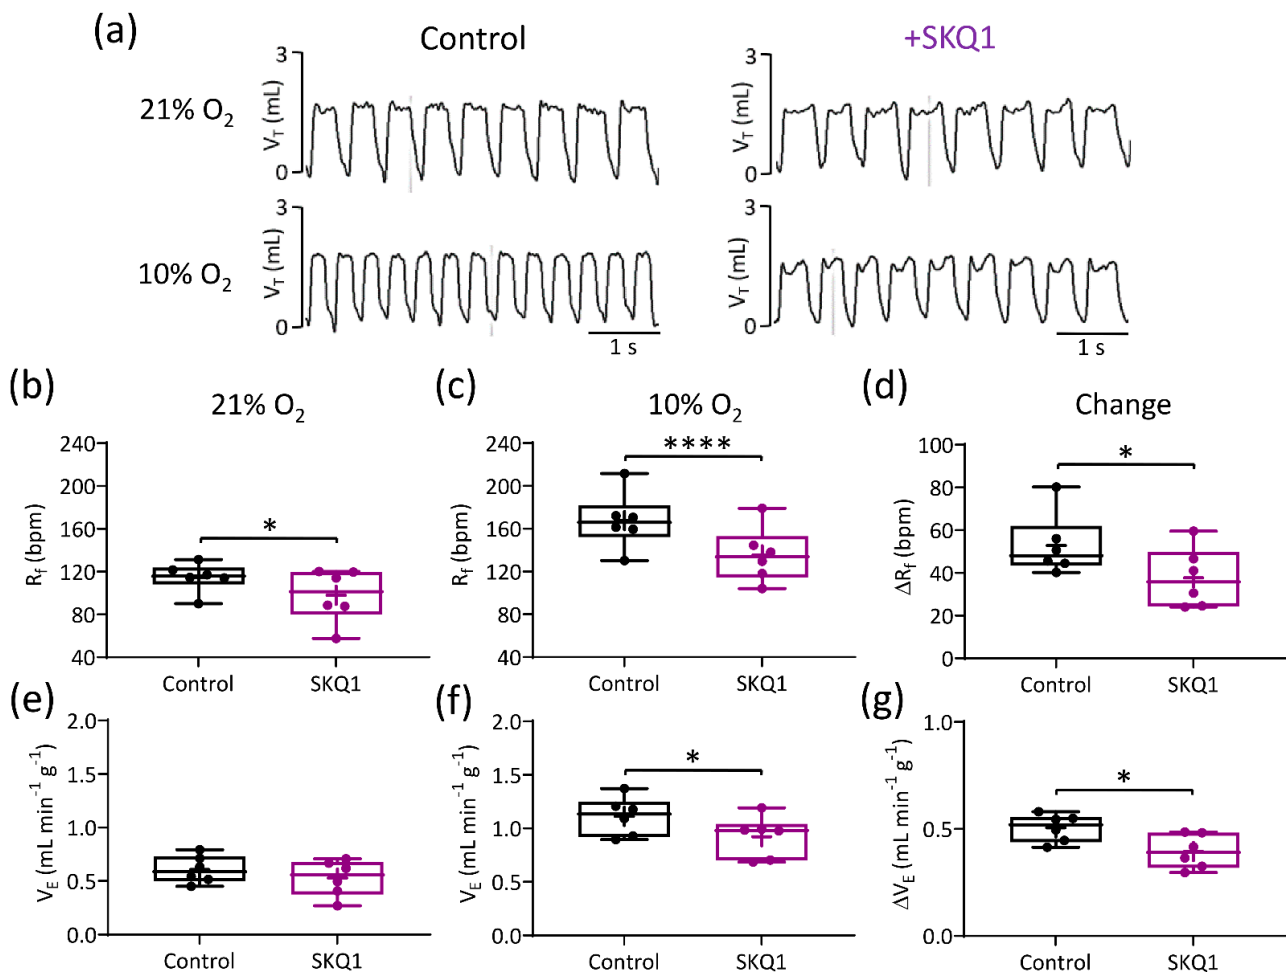 (a) Control +SKQ1
21% O2
3
VT (mL)
0
3
VT (mL)
0
10% O2
3
VT (mL)
0
1 s
3
VT (mL)
0
1 s
(b) 21% O2
240
200
160
120
80
40
Rf (bpm)
*
Control SKQ1
(c) 10% O2
240
200
160
120
80
40
Rf (bpm)
****
Control SKQ1
(d) Change
100
80
60
40
20
0
ΔRf (bpm)
*
Control SKQ1
(e)
2.0
1.5
1.0
0.5
0.0
VE (mL min−1 g−1)
Control SKQ1
(f)
2.0
1.5
1.0
0.5
0.0
VE (mL min−1 g−1)
*
Control SKQ1
(g)
1.0
0.5
0.0
ΔVE (mL min−1 g−1)
*
Control SKQ1